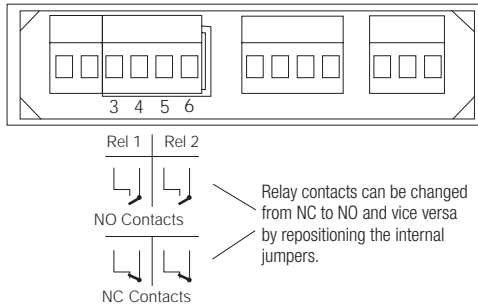 3 4 5 6
Rel 1 Rel 2
NO Contacts
Relay contacts can be changed
from NC to NO and vice versa
by repositioning the internal
jumpers.
NC Contacts